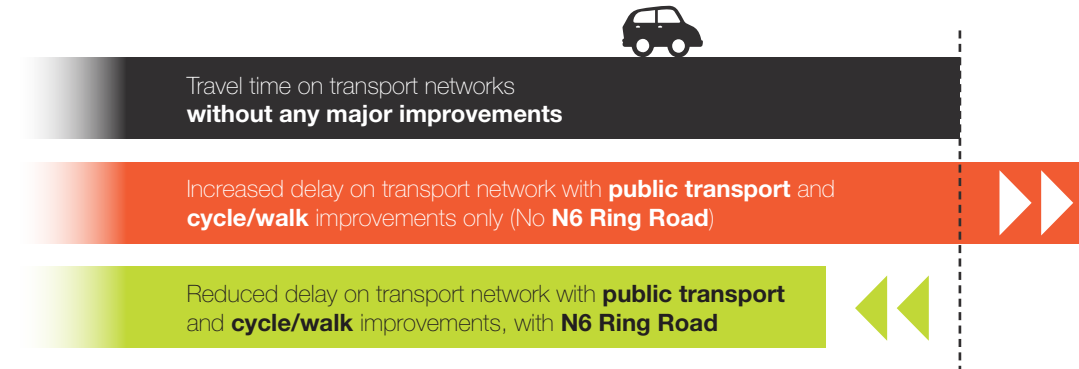 Travel time on transport networks
without any major improvements
Increased delay on transport network with public transport and
cycle/walk improvements only (No N6 Ring Road)
Reduced delay on transport network with public transport
and cycle/walk improvements, with N6 Ring Road